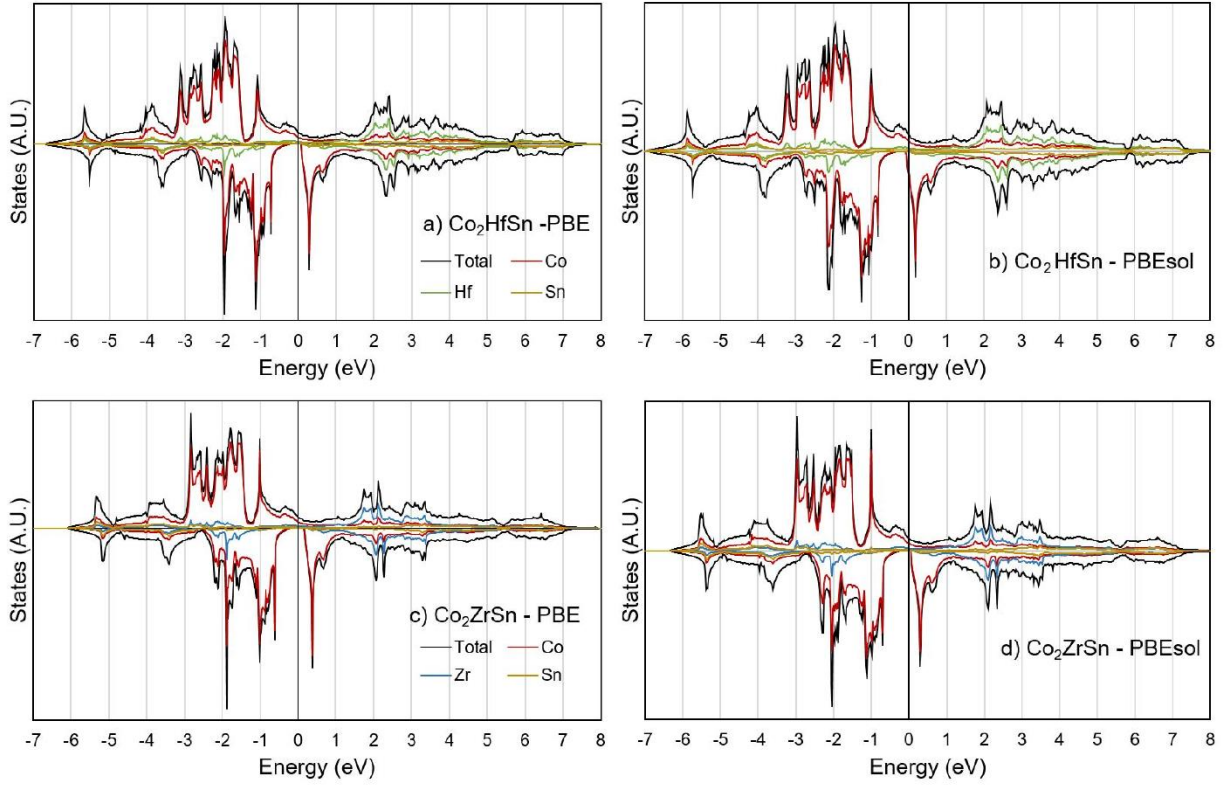 States (A.U.)
a) Co₂HfSn -PBE
Total
Co
Hf
Sn
-7 -6 -5 -4 -3 -2 -1 0 1 2 3 4 5 6 7 8
Energy (eV)
States (A.U.)
b) Co₂HfSn - PBEsol
-7 -6 -5 -4 -3 -2 -1 0 1 2 3 4 5 6 7 8
Energy (eV)
States (A.U.)
c) Co₂ZrSn - PBE
Total
Co
Zr
Sn
-7 -6 -5 -4 -3 -2 -1 0 1 2 3 4 5 6 7 8
Energy (eV)
States (A.U.)
d) Co₂ZrSn - PBEsol
-7 -6 -5 -4 -3 -2 -1 0 1 2 3 4 5 6 7 8
Energy (eV)